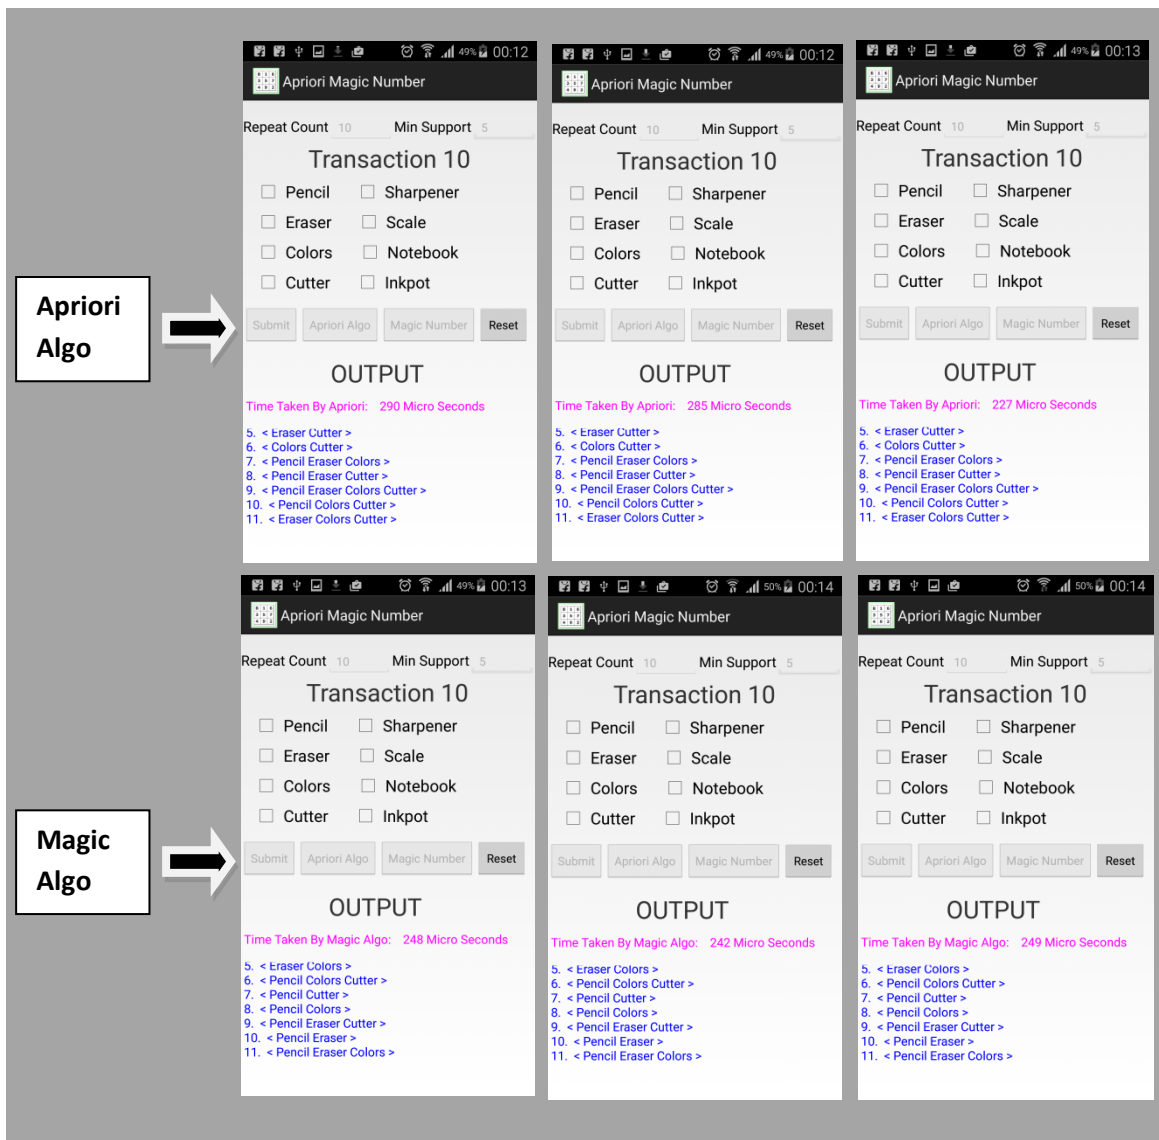 Apriori
Algo
49% 00:12
Apriori Magic Number
Repeat Count 10 Min Support 5
Transaction 10
Pencil Sharpener
Eraser Scale
Colors Notebook
Cutter Inkpot
Submit Apriori Algo Magic Number Reset
OUTPUT
Time Taken By Apriori: 290 Micro Seconds
5. < Eraser Cutter >
6. < Colors Cutter >
7. < Pencil Eraser Colors >
8. < Pencil Eraser Cutter >
9. < Pencil Eraser Colors Cutter >
10. < Pencil Colors Cutter >
11. < Eraser Colors Cutter >
49% 00:12
Apriori Magic Number
Repeat Count 10 Min Support 5
Transaction 10
Pencil Sharpener
Eraser Scale
Colors Notebook
Cutter Inkpot
Submit Apriori Algo Magic Number Reset
OUTPUT
Time Taken By Apriori: 285 Micro Seconds
5. < Eraser Cutter >
6. < Colors Cutter >
7. < Pencil Eraser Colors >
8. < Pencil Eraser Cutter >
9. < Pencil Eraser Colors Cutter >
10. < Pencil Colors Cutter >
11. < Eraser Colors Cutter >
49% 00:13
Apriori Magic Number
Repeat Count 10 Min Support 5
Transaction 10
Pencil Sharpener
Eraser Scale
Colors Notebook
Cutter Inkpot
Submit Apriori Algo Magic Number Reset
OUTPUT
Time Taken By Apriori: 227 Micro Seconds
5. < Eraser Cutter >
6. < Colors Cutter >
7. < Pencil Eraser Colors >
8. < Pencil Eraser Cutter >
9. < Pencil Eraser Colors Cutter >
10. < Pencil Colors Cutter >
11. < Eraser Colors Cutter >
Magic
Algo
49% 00:13
Apriori Magic Number
Repeat Count 10 Min Support 5
Transaction 10
Pencil Sharpener
Eraser Scale
Colors Notebook
Cutter Inkpot
Submit Apriori Algo Magic Number Reset
OUTPUT
Time Taken By Magic Algo: 248 Micro Seconds
5. < Eraser Colors >
6. < Pencil Colors Cutter >
7. < Pencil Cutter >
8. < Pencil Colors >
9. < Pencil Eraser Cutter >
10. < Pencil Eraser >
11. < Pencil Eraser Colors >
50% 00:14
Apriori Magic Number
Repeat Count 10 Min Support 5
Transaction 10
Pencil Sharpener
Eraser Scale
Colors Notebook
Cutter Inkpot
Submit Apriori Algo Magic Number Reset
OUTPUT
Time Taken By Magic Algo: 242 Micro Seconds
5. < Eraser Colors >
6. < Pencil Colors Cutter >
7. < Pencil Cutter >
8. < Pencil Colors >
9. < Pencil Eraser Cutter >
10. < Pencil Eraser >
11. < Pencil Eraser Colors >
50% 00:14
Apriori Magic Number
Repeat Count 10 Min Support 5
Transaction 10
Pencil Sharpener
Eraser Scale
Colors Notebook
Cutter Inkpot
Submit Apriori Algo Magic Number Reset
OUTPUT
Time Taken By Magic Algo: 249 Micro Seconds
5. < Eraser Colors >
6. < Pencil Colors Cutter >
7. < Pencil Cutter >
8. < Pencil Colors >
9. < Pencil Eraser Cutter >
10. < Pencil Eraser >
11. < Pencil Eraser Colors >